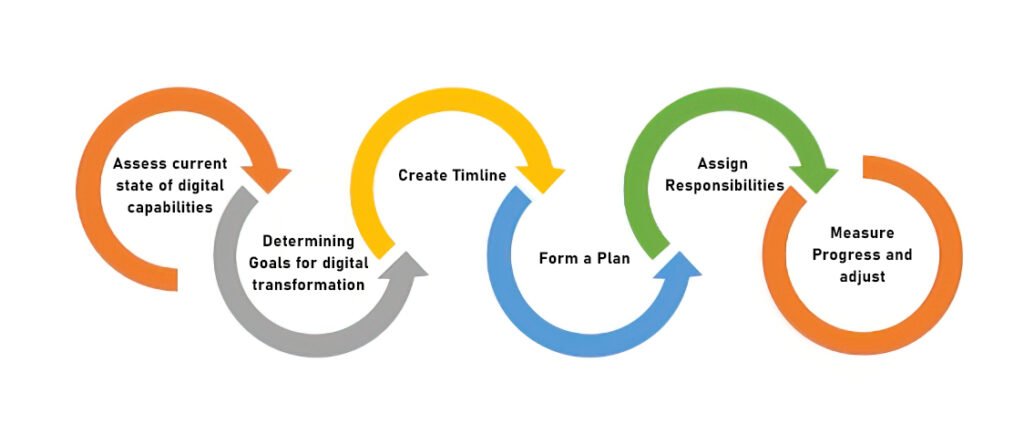 Assess current
state of digital
capabilities
Determining
Goals for digital
transformation
Create Timline
Form a Plan
Assign
Responsibilities
Measure
Progress and
adjust